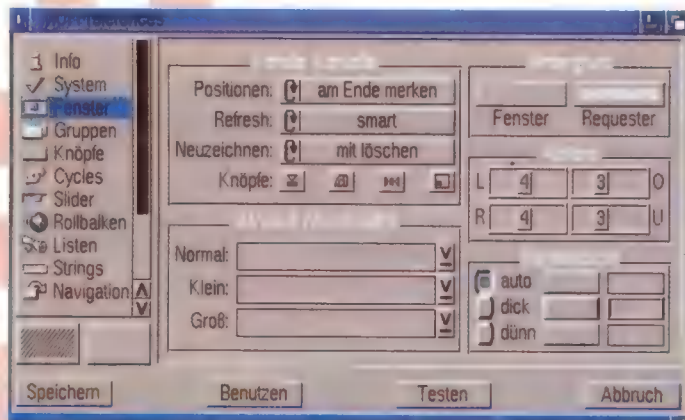 Info
System
Fenster
Gruppen
Knöpfe
Cycles
Slider
Rollbalken
Listen
Strings
Navigation
Positionen: am Ende merken
Refresh: smart
Neuzeichnen: mit löschen
Knöpfe:
Normal:
Klein:
Groß:
Fenster Requester
L 4 3 O
R 4 3 U
auto
dick
dünn
Speichern Benutzen Testen Abbruch